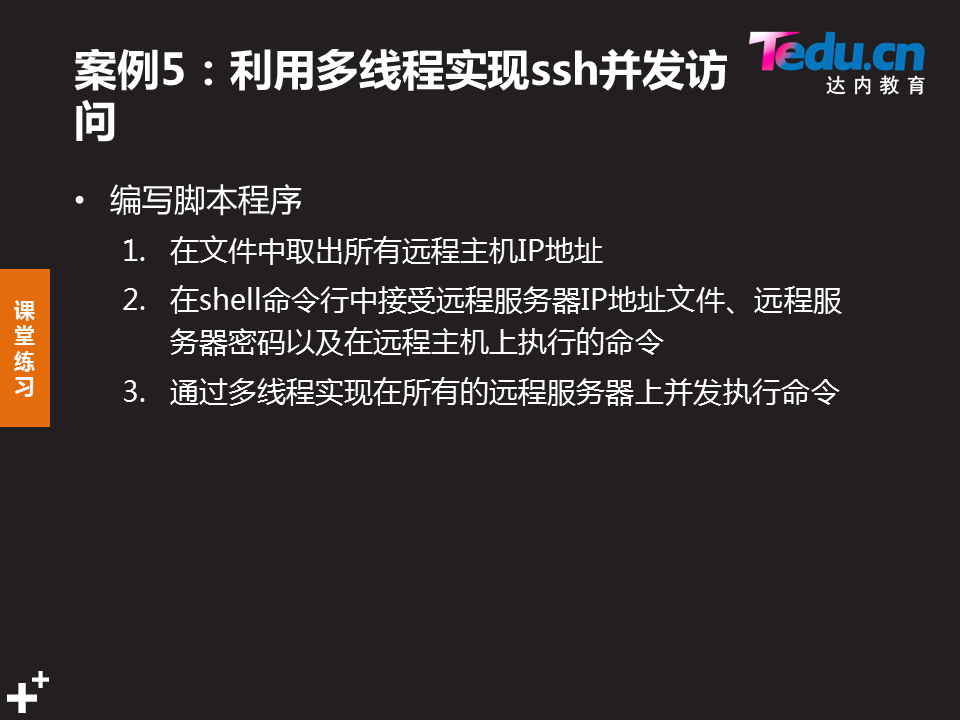 案例5：利用多线程实现ssh并发访
问
Tedu.cn
达内教育
• 编写脚本程序
1. 在文件中取出所有远程主机IP地址
2. 在shell命令行中接受远程服务器IP地址文件、远程服
务器密码以及在远程主机上执行的命令
3. 通过多线程实现在所有的远程服务器上并发执行命令
课
堂
练
习